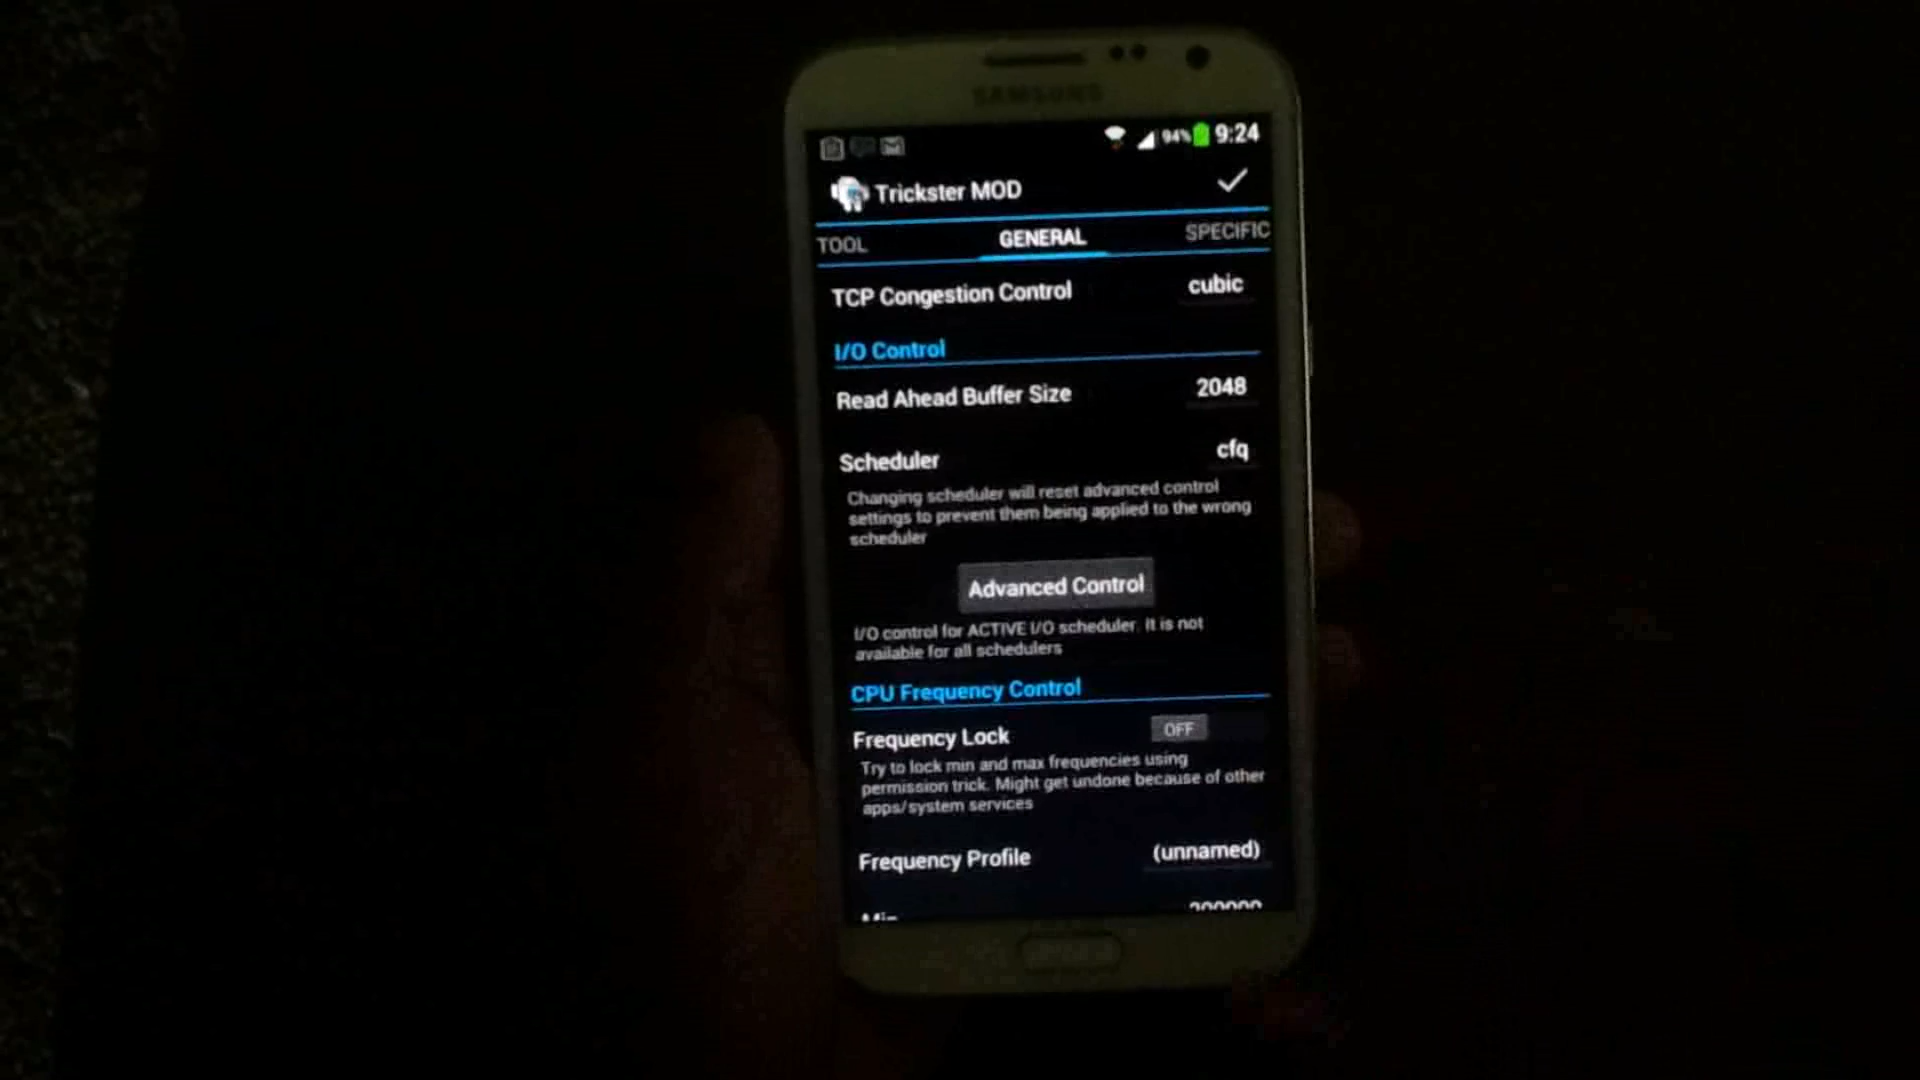 SAMSUNG
94% 9:24
Trickster MOD
TOOL GENERAL SPECIFIC
TCP Congestion Control cubic
I/O Control
Read Ahead Buffer Size 2048
Scheduler cfq
Changing scheduler will reset advanced control
settings to prevent them being applied to the wrong
scheduler
Advanced Control
I/O control for ACTIVE I/O scheduler. It is not
available for all schedulers
CPU Frequency Control
Frequency Lock OFF
Try to lock min and max frequencies using
permission trick. Might get undone because of other
apps/system services
Frequency Profile (unnamed)
Min 200000